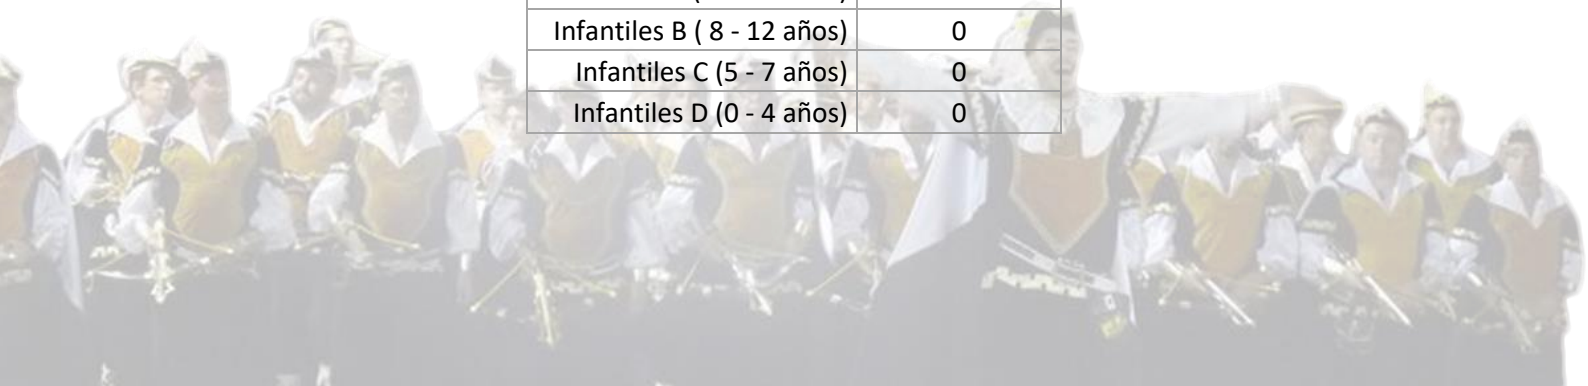 Infantiles B ( 8 - 12 años) 0
Infantiles C (5 - 7 años) 0
Infantiles D (0 - 4 años) 0